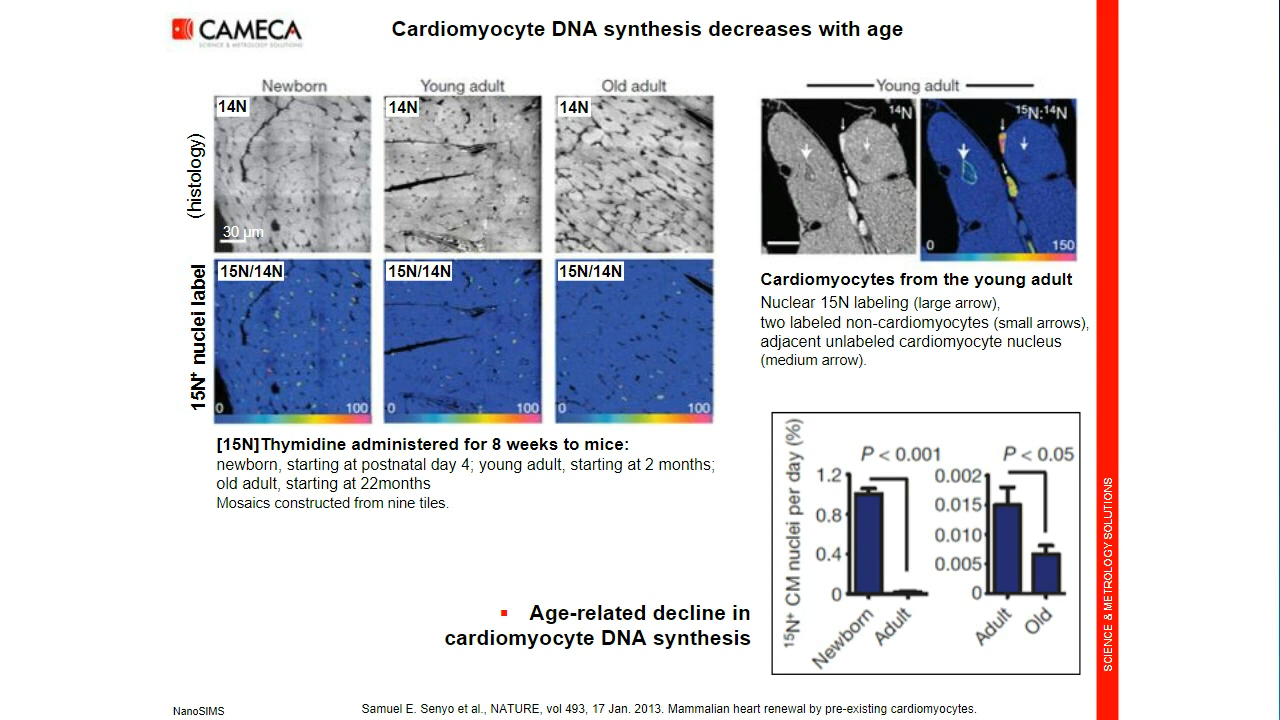 CAMECA
SCIENCE & METROLOGY SOLUTIONS
Cardiomyocyte DNA synthesis decreases with age
Newborn
Young adult
Old adult
14N
14N
14N
(histology)
30 µm
15N/14N
15N/14N
15N/14N
15N⁺ nuclei label
0 100
0 100
0 100
[15N]Thymidine administered for 8 weeks to mice:
newborn, starting at postnatal day 4; young adult, starting at 2 months;
old adult, starting at 22months
Mosaics constructed from nine tiles.
Young adult
¹⁴N
¹⁵N:¹⁴N
0 150
Cardiomyocytes from the young adult
Nuclear 15N labeling (large arrow),
two labeled non-cardiomyocytes (small arrows),
adjacent unlabeled cardiomyocyte nucleus
(medium arrow).
¹⁵N⁺ CM nuclei per day (%)
P < 0.001
1.2
0.8
0.4
0
Newborn
Adult
P < 0.05
0.002
0.015
0.010
0.005
0
Adult
Old
▪ Age-related decline in
cardiomyocyte DNA synthesis
SCIENCE & METROLOGY SOLUTIONS
NanoSIMS
Samuel E. Senyo et al., NATURE, vol 493, 17 Jan. 2013. Mammalian heart renewal by pre-existing cardiomyocytes.